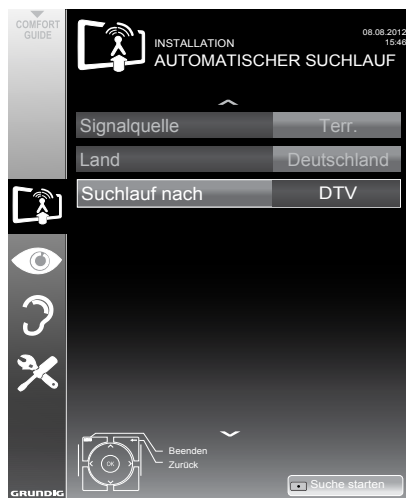 COMFORT
GUIDE
08.08.2012
15:46
INSTALLATION
AUTOMATISCHER SUCHLAUF
Signalquelle Terr.
Land Deutschland
Suchlauf nach DTV
OK
Beenden
Zurück
Suche starten
GRUNDIG